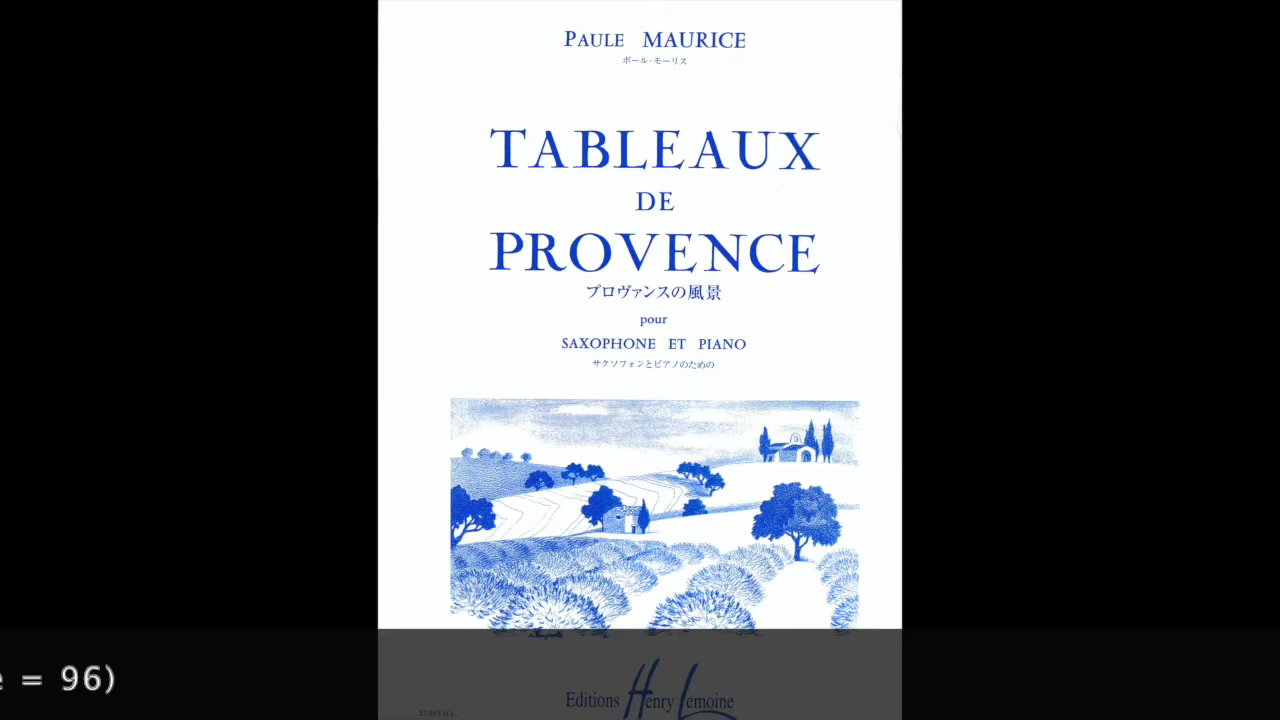 PAULE MAURICE
ポール・モーリス
TABLEAUX
DE
PROVENCE
プロヴァンスの風景
pour
SAXOPHONE ET PIANO
サクソフォンとピアノのための
= 96)
Editions Henry Lemoine